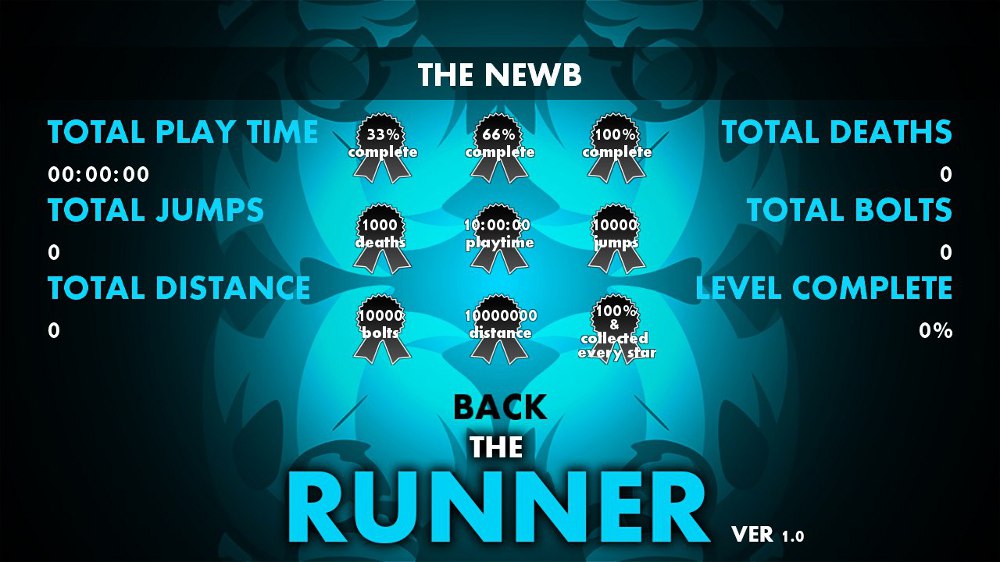 THE NEWB
TOTAL PLAY TIME
00:00:00
TOTAL JUMPS
0
TOTAL DISTANCE
0
33%
complete
66%
complete
100%
complete
1000
deaths
10:00:00
playtime
10000
jumps
10000
bolts
10000000
distance
100%
&
collected
every star
TOTAL DEATHS
0
TOTAL BOLTS
0
LEVEL COMPLETE
0%
BACK
THE
RUNNER
VER 1.0